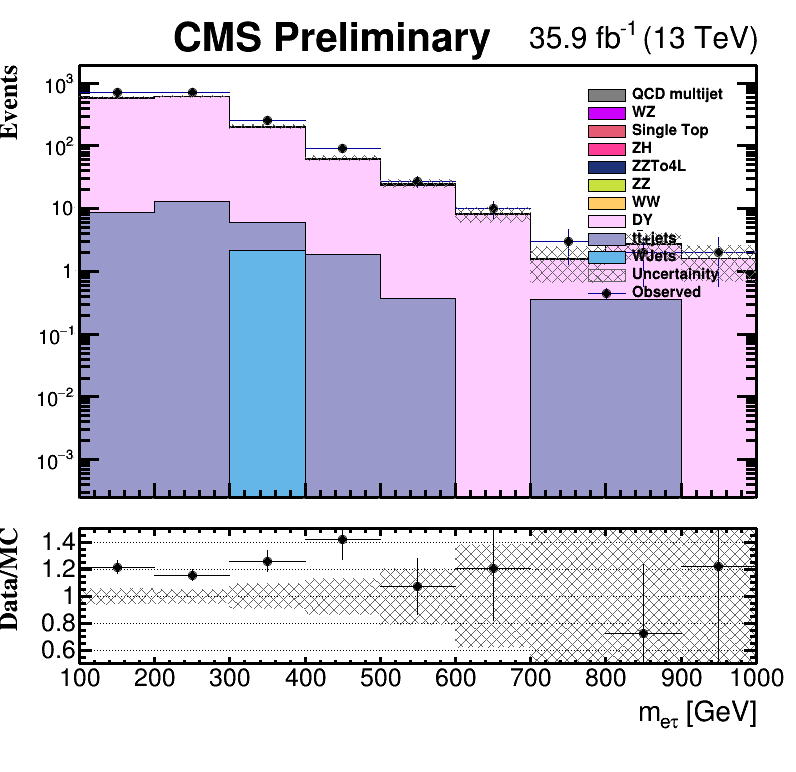 CMS Preliminary 35.9 fb⁻¹ (13 TeV)
Events
10³
10²
10
1
10⁻¹
10⁻²
10⁻³
QCD multijet
WZ
Single Top
ZH
ZZTo4L
ZZ
WW
DY
tt̄+jets
WJets
Uncertainity
Observed
Data/MC
1.4
1.2
1
0.8
0.6
100 200 300 400 500 600 700 800 900 1000
m_eτ [GeV]